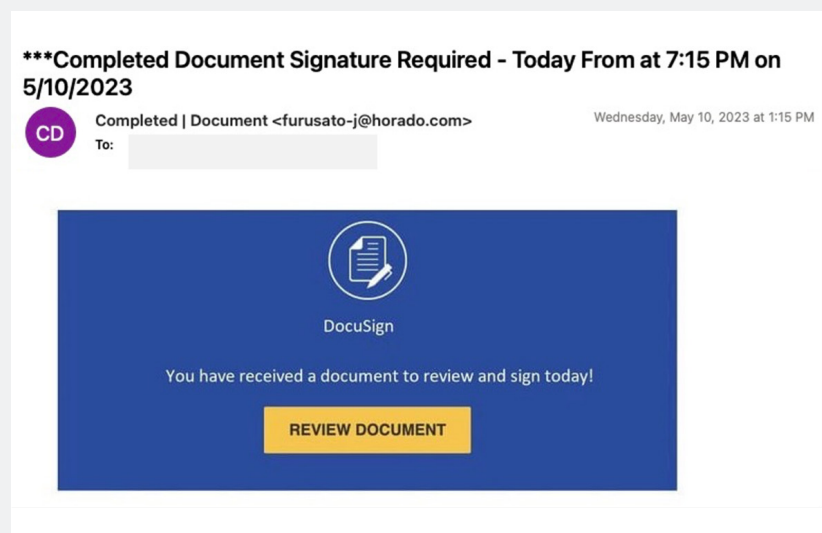 ***Completed Document Signature Required - Today From at 7:15 PM on
5/10/2023
CD
Completed | Document <furusato-j@horado.com>
Wednesday, May 10, 2023 at 1:15 PM
To:
DocuSign
You have received a document to review and sign today!
REVIEW DOCUMENT